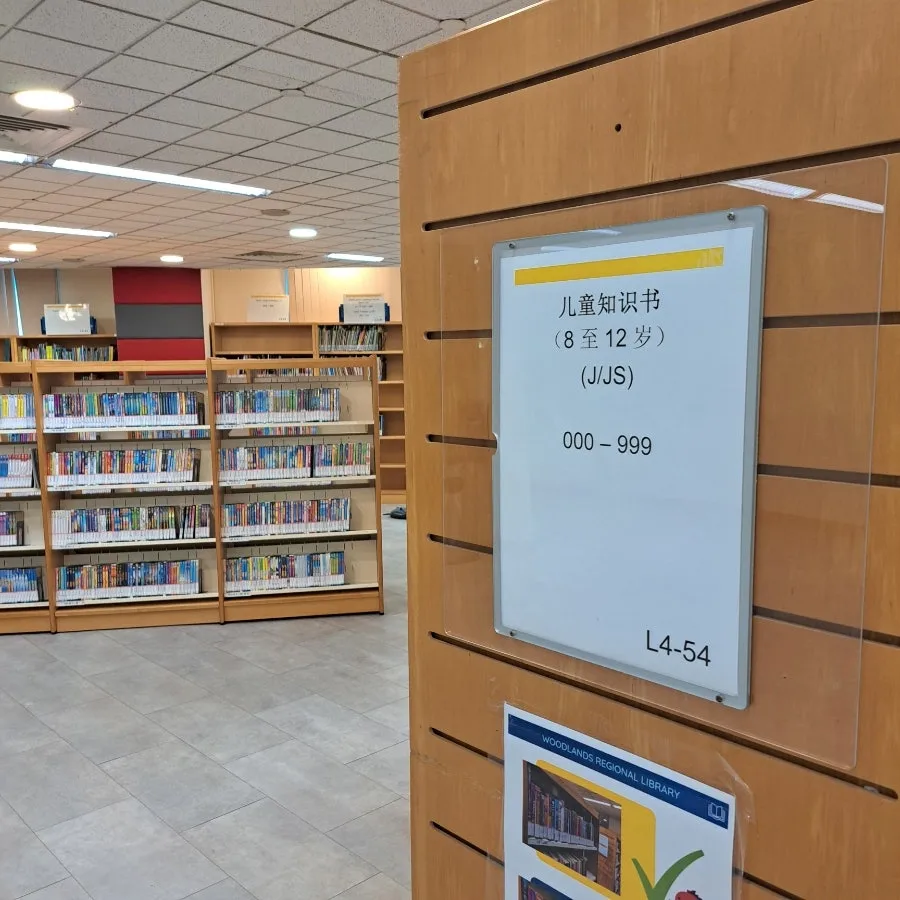 儿童知识书
（8 至 12 岁）
(J/JS)
000 – 999
L4-54
WOODLANDS REGIONAL LIBRARY